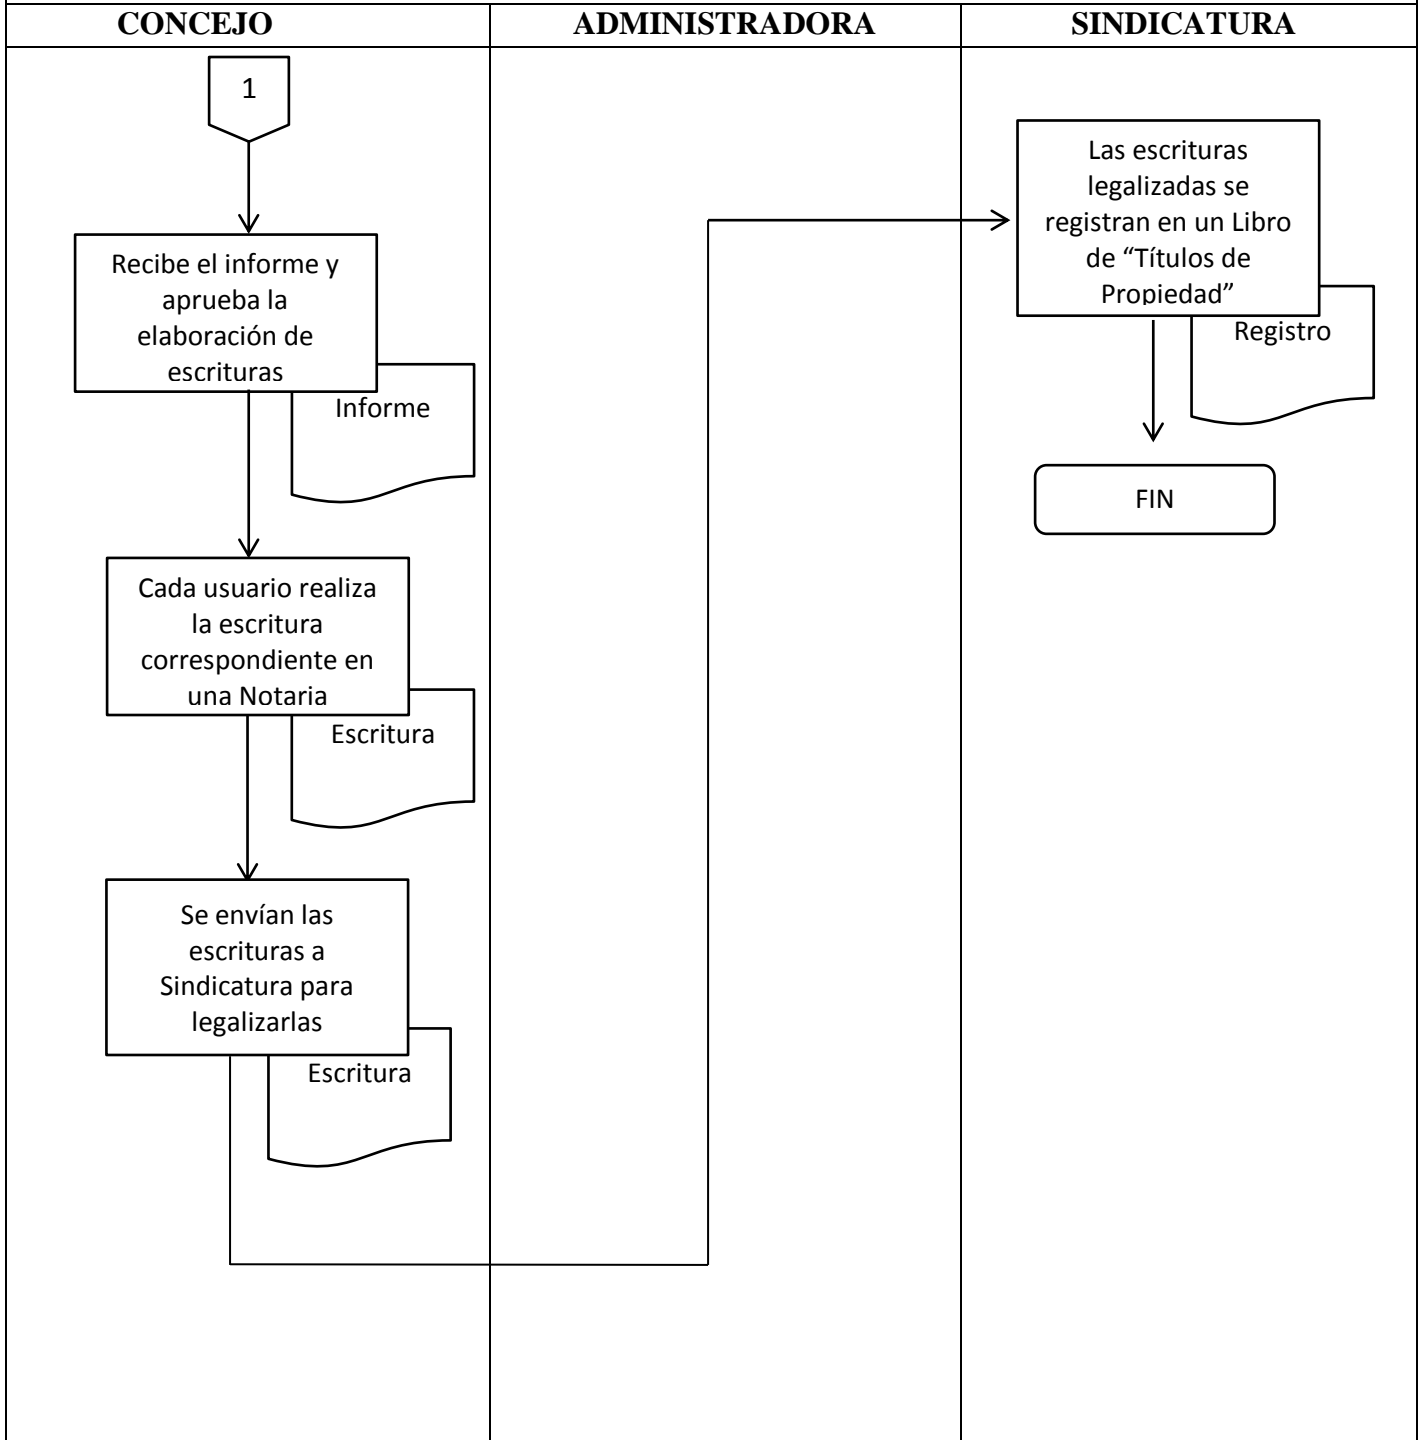 CONCEJO
ADMINISTRADORA
SINDICATURA
1
Recibe el informe y
aprueba la
elaboración de
escrituras
Informe
Cada usuario realiza
la escritura
correspondiente en
una Notaria
Escritura
Se envían las
escrituras a
Sindicatura para
legalizarlas
Escritura
Las escrituras
legalizadas se
registran en un Libro
de “Títulos de
Propiedad”
Registro
FIN